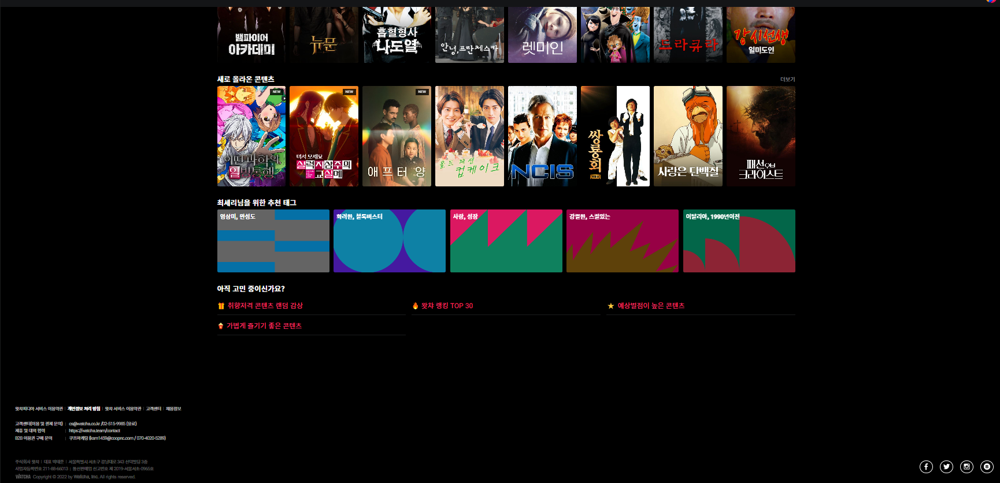 뱀파이어
아카데미
뉴문
흡혈형사
나도열
안녕, 프란체스카
렛미인
드라큐라
강시선생
일미도인
새로 올라온 콘텐츠
더보기
NEW
어떤 과학의
일방통행
NEW
어서 오세요
실력지상주의
교실에
NEW
애프터 양
올드 패션
컵케이크
NCIS
쌍룡회
사랑은 단백질
패션 오브
크라이스트
최세리님을 위한 추천 태그
영상미, 완성도
화려한, 블록버스터
사랑, 성장
강렬한, 스릴있는
이탈리아, 1990년이전
아직 고민 중이신가요?
취향저격 콘텐츠 랜덤 감상
왓챠 랭킹 TOP 30
예상별점이 높은 콘텐츠
가볍게 즐기기 좋은 콘텐츠
왓챠피디아 서비스 이용약관 | 개인정보 처리 방침 | 왓챠 서비스 이용약관 | 고객센터 | 채용정보
고객센터(이용 및 결제 문의) | cs@watcha.co.kr /02-515-9985 (유료)
제휴 및 대외 협력 | https://watcha.team/contact
B2B 이용권 구매 문의 | 쿠프마케팅 (ksm1459@coopnc.com / 070-4020-5289)
주식회사 왓챠 | 대표 박태훈 | 서울특별시 서초구 강남대로 343 신덕빌딩 3층
사업자등록번호 211-88-66013 | 통신판매업 신고번호 제 2019-서울서초-0965호
WATCHA Copyright © 2022 by Watcha, Inc. All rights reserved.